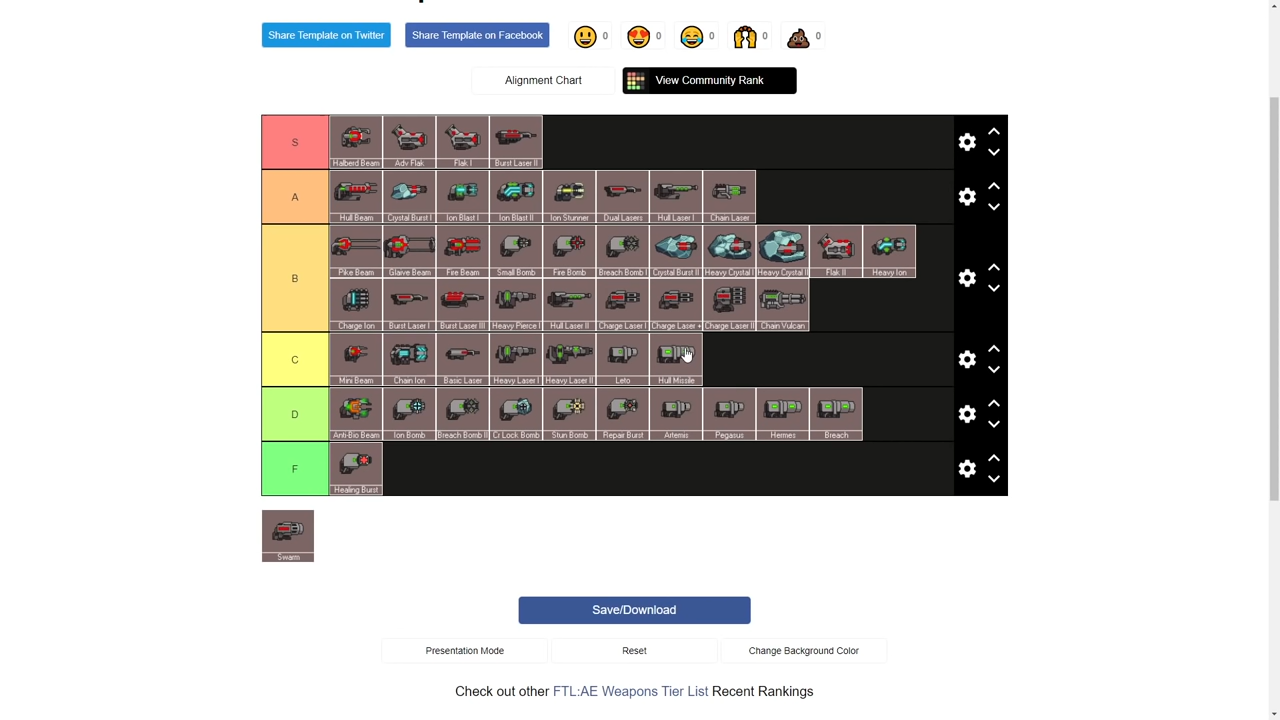 Share Template on Twitter Share Template on Facebook 0 0 0 0 0
Alignment Chart View Community Rank
S
Halberd Beam Adv Flak Flak I Burst Laser II
A
Hull Beam Crystal Burst I Ion Blast I Ion Blast II Ion Stunner Dual Lasers Hull Laser I Chain Laser
B
Pike Beam Glaive Beam Fire Beam Small Bomb Fire Bomb Breach Bomb I Crystal Burst II Heavy Crystal I Heavy Crystal II Flak II Heavy Ion
Charge Ion Burst Laser I Burst Laser III Heavy Pierce I Hull Laser II Charge Laser I Charge Laser + Charge Laser II Chain Vulcan
C
Mini Beam Chain Ion Basic Laser Heavy Laser I Heavy Laser II Leto Hull Missile
D
Anti-Bio Beam Ion Bomb Breach Bomb II Cr Lock Bomb Stun Bomb Repair Burst Artemis Pegasus Hermes Breach
F
Healing Burst
Swarm
Save/Download
Presentation Mode Reset Change Background Color
Check out other FTL:AE Weapons Tier List Recent Rankings